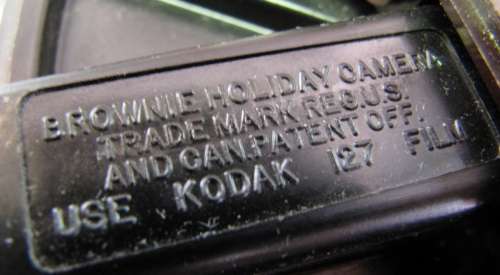 BROWNIE HOLIDAY CAMERA
TRADE MARK REG.U.S.
AND CAN.PATENT OFF.
USE KODAK 127 FILM